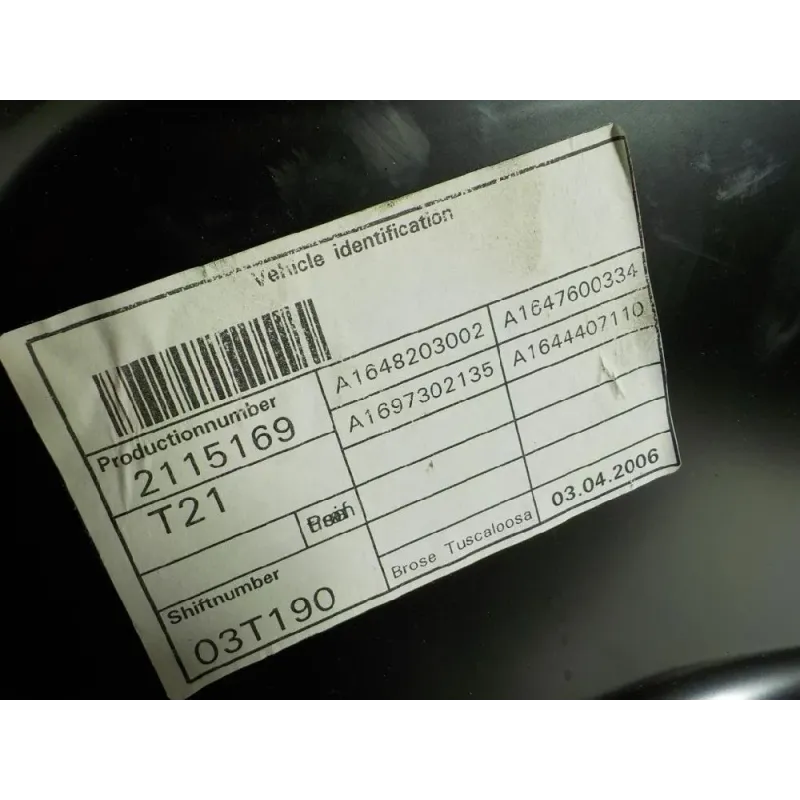 Vehicle identification
A1648203002 A1647600334
A1697302135 A1644407110
Productionnumber
2115169
T21
Shiftnumber
03T190
Brose Tuscaloosa 03.04.2006